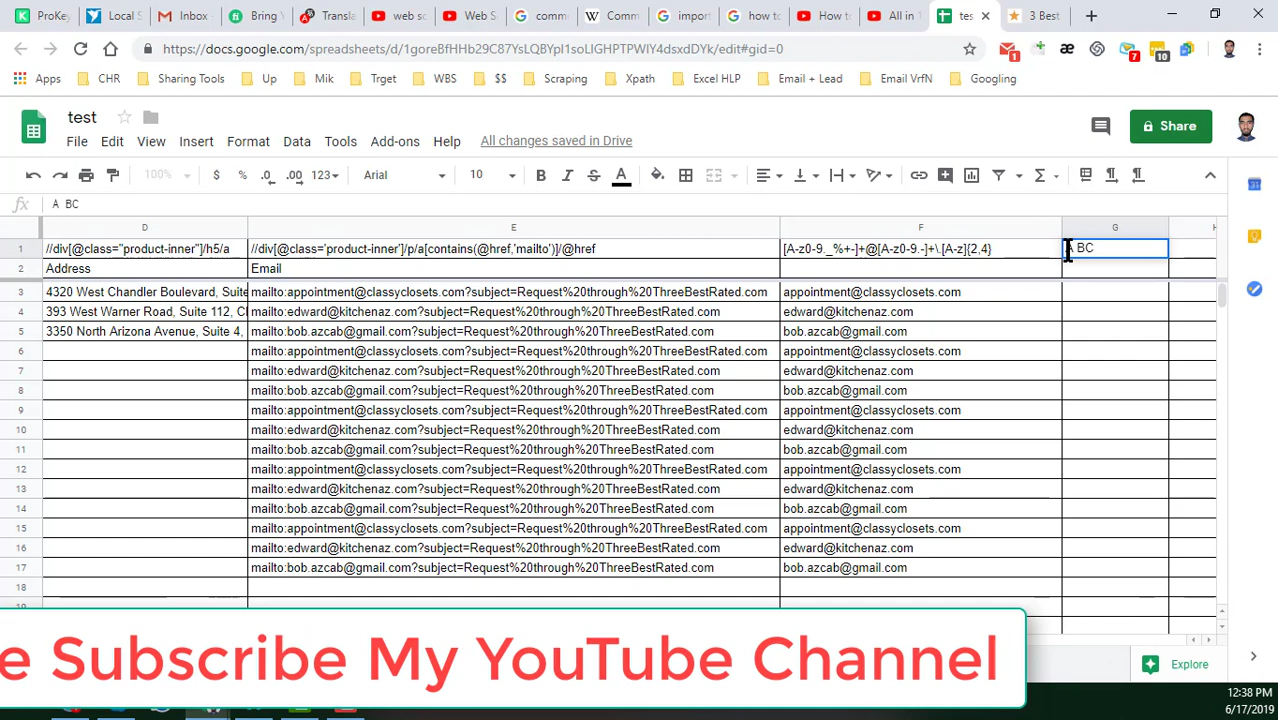 ProKey
Local S
Inbox
Bring Y
Transla
web sc
Web S
comme
Comm
import
how to
How to
All in 1
tes
3 Best
https://docs.google.com/spreadsheets/d/1goreBfHHb29C87YsLQBYpI1soLIGHPTPWIY4dsxdDYk/edit#gid=0
1
7
10
Apps CHR Sharing Tools Up Mik Trget WBS $$ Scraping Xpath Excel HLP Email + Lead Email VrfN Googling
test
File Edit View Insert Format Data Tools Add-ons Help All changes saved in Drive
Share
100% $ % .0 .00 123 Arial 10 B I S A
fx A BC
D E F G H
1 //div[@class="product-inner"]/h5/a //div[@class='product-inner']/p/a[contains(@href,'mailto')]/@href [A-z0-9._%+-]+@[A-z0-9.-]+\.[A-z]{2,4} A BC
2 Address Email
3 4320 West Chandler Boulevard, Suite mailto:appointment@classyclosets.com?subject=Request%20through%20ThreeBestRated.com appointment@classyclosets.com
4 393 West Warner Road, Suite 112, C mailto:edward@kitchenaz.com?subject=Request%20through%20ThreeBestRated.com edward@kitchenaz.com
5 3350 North Arizona Avenue, Suite 4, mailto:bob.azcab@gmail.com?subject=Request%20through%20ThreeBestRated.com bob.azcab@gmail.com
6 mailto:appointment@classyclosets.com?subject=Request%20through%20ThreeBestRated.com appointment@classyclosets.com
7 mailto:edward@kitchenaz.com?subject=Request%20through%20ThreeBestRated.com edward@kitchenaz.com
8 mailto:bob.azcab@gmail.com?subject=Request%20through%20ThreeBestRated.com bob.azcab@gmail.com
9 mailto:appointment@classyclosets.com?subject=Request%20through%20ThreeBestRated.com appointment@classyclosets.com
10 mailto:edward@kitchenaz.com?subject=Request%20through%20ThreeBestRated.com edward@kitchenaz.com
11 mailto:bob.azcab@gmail.com?subject=Request%20through%20ThreeBestRated.com bob.azcab@gmail.com
12 mailto:appointment@classyclosets.com?subject=Request%20through%20ThreeBestRated.com appointment@classyclosets.com
13 mailto:edward@kitchenaz.com?subject=Request%20through%20ThreeBestRated.com edward@kitchenaz.com
14 mailto:bob.azcab@gmail.com?subject=Request%20through%20ThreeBestRated.com bob.azcab@gmail.com
15 mailto:appointment@classyclosets.com?subject=Request%20through%20ThreeBestRated.com appointment@classyclosets.com
16 mailto:edward@kitchenaz.com?subject=Request%20through%20ThreeBestRated.com edward@kitchenaz.com
17 mailto:bob.azcab@gmail.com?subject=Request%20through%20ThreeBestRated.com bob.azcab@gmail.com
18
e Subscribe My YouTube Channel
Explore
12:38 PM
6/17/2019